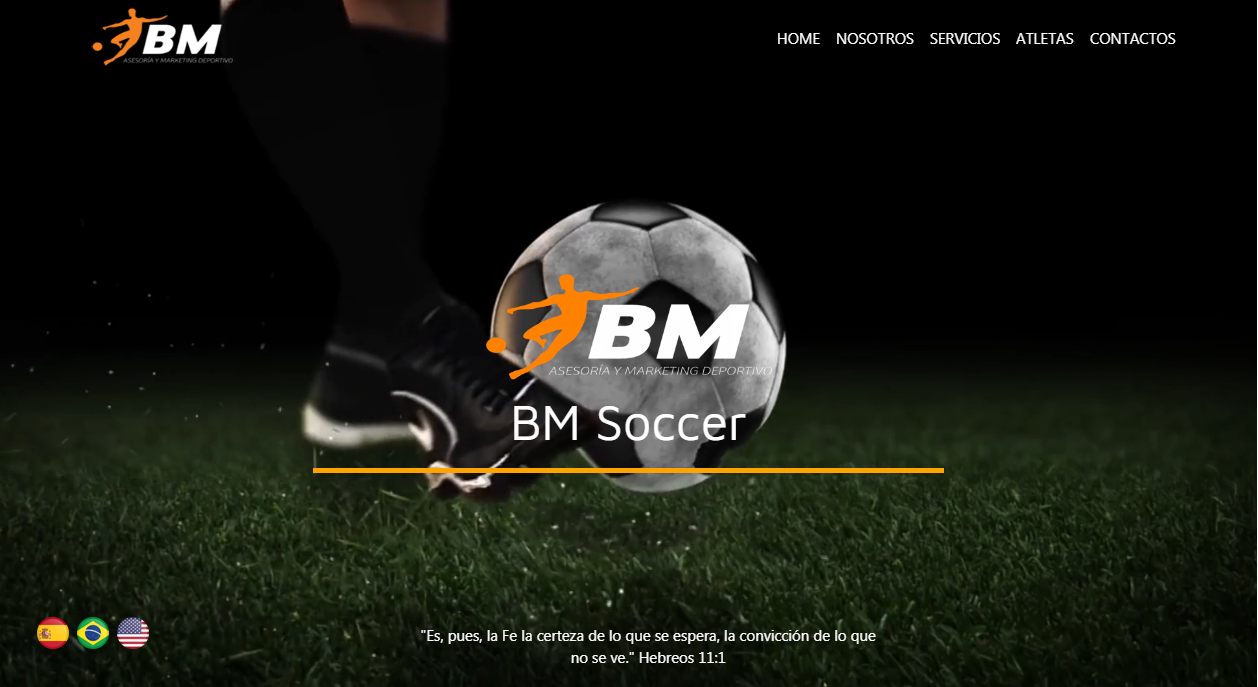 BM
ASESORÍA Y MARKETING DEPORTIVO
HOME NOSOTROS SERVICIOS ATLETAS CONTACTOS
BM
ASESORÍA Y MARKETING DEPORTIVO
BM Soccer
"Es, pues, la Fe la certeza de lo que se espera, la convicción de lo que
no se ve." Hebreos 11:1